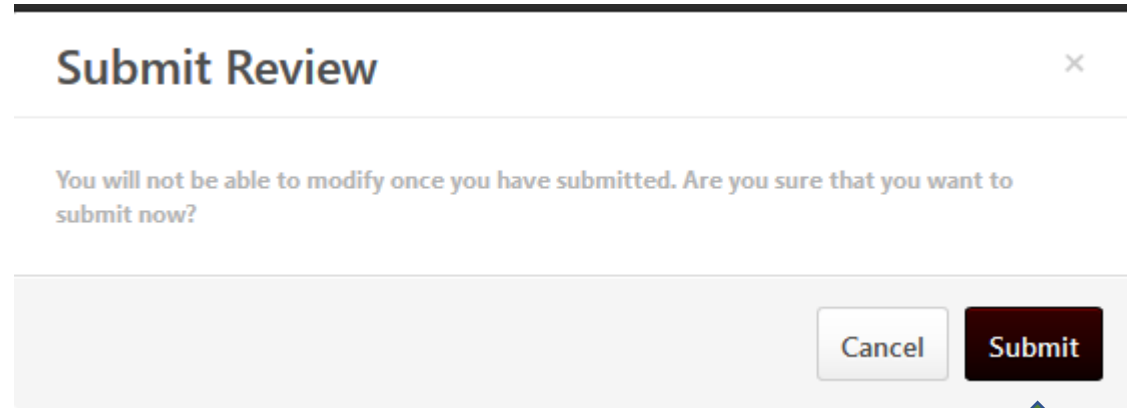 Submit Review
×
You will not be able to modify once you have submitted. Are you sure that you want to
submit now?
Cancel Submit